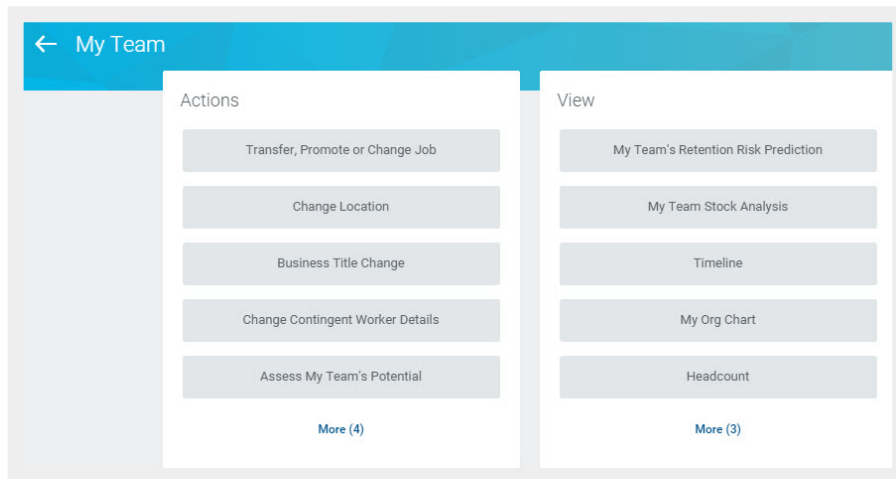 My Team
Actions
Transfer, Promote or Change Job
Change Location
Business Title Change
Change Contingent Worker Details
Assess My Team's Potential
More (4)
View
My Team's Retention Risk Prediction
My Team Stock Analysis
Timeline
My Org Chart
Headcount
More (3)